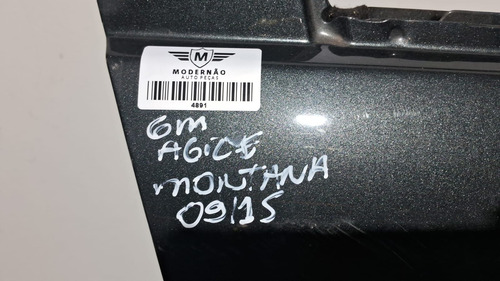 M
MODERNÃO
AUTO PEÇAS
4891
GM
AGILE
MONTANA
09/15